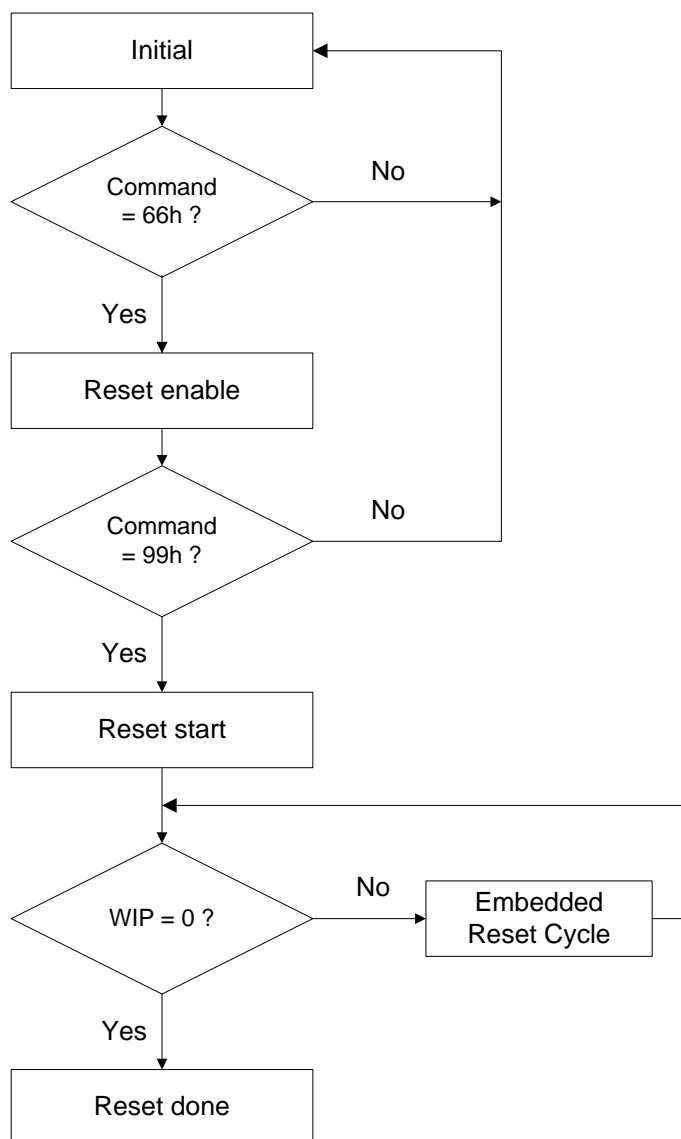 Initial
Command
= 66h ?
No
Yes
Reset enable
Command
= 99h ?
No
Yes
Reset start
WIP = 0 ?
No
Embedded
Reset Cycle
Yes
Reset done